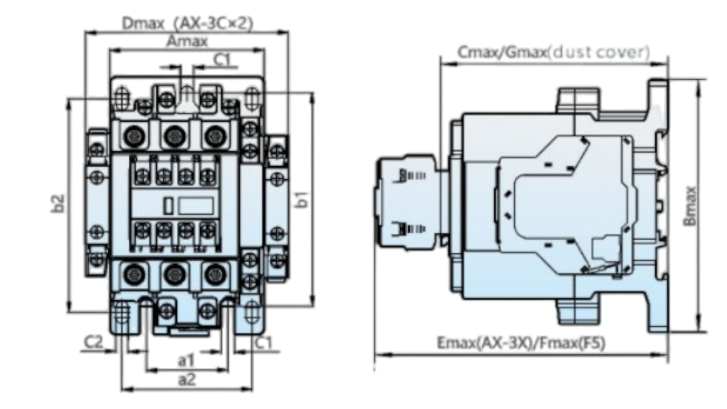 Dmax (AX-3C×2)
Amax
C1
Cmax/Gmax(dust cover)
b2
b1
Bmax
C2
C1
a1
a2
Emax(AX-3X)/Fmax(F5)